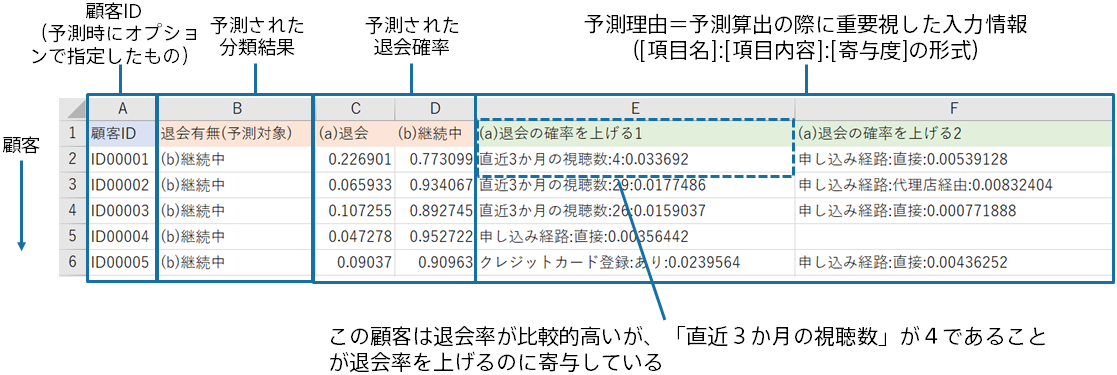 顧客ID
（予測時にオプショ
ンで指定したもの）
予測された
分類結果
予測された
退会確率
予測理由＝予測算出の際に重要視した入力情報
（[項目名]:[項目内容]:[寄与度]の形式）
A B C D E F
1 顧客ID 退会有無(予測対象) (a)退会 (b)継続中 (a)退会の確率を上げる1 (a)退会の確率を上げる2
2 ID00001 (b)継続中 0.226901 0.773099 直近3か月の視聴数:4:0.033692 申し込み経路:直接:0.00539128
3 ID00002 (b)継続中 0.065933 0.934067 直近3か月の視聴数:29:0.0177486 申し込み経路:代理店経由:0.00832404
4 ID00003 (b)継続中 0.107255 0.892745 直近3か月の視聴数:26:0.0159037 申し込み経路:直接:0.000771888
5 ID00004 (b)継続中 0.047278 0.952722 申し込み経路:直接:0.00356442
6 ID00005 (b)継続中 0.09037 0.90963 クレジットカード登録:あり:0.0239564 申し込み経路:直接:0.00436252
顧客
この顧客は退会率が比較的高いが、「直近３か月の視聴数」が４であること
が退会率を上げるのに寄与している